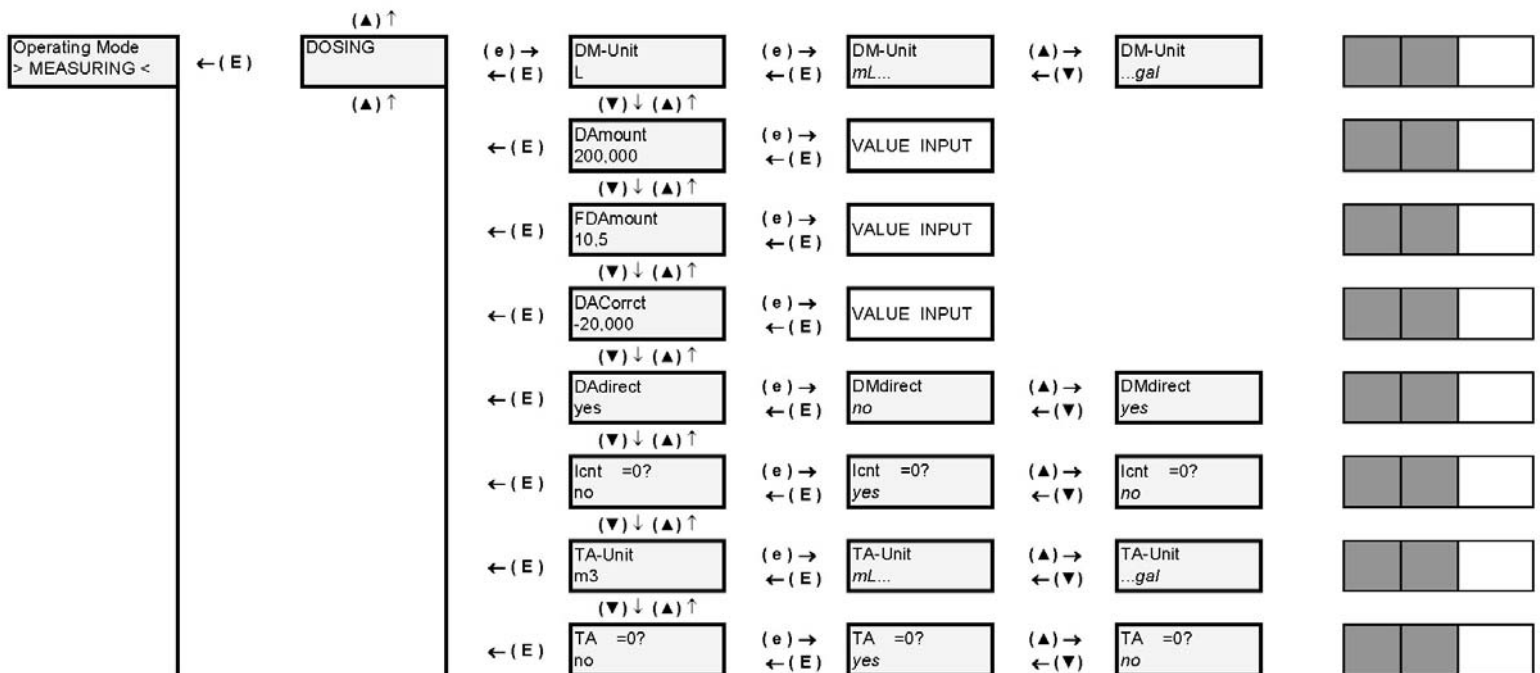 (▲) ↑
Operating Mode
> MEASURING <
← ( E )
DOSING
( e ) →
← ( E )
DM-Unit
L
( e ) →
← ( E )
DM-Unit
mL...
(▲) →
← (▼)
DM-Unit
...gal
(▲) ↑
(▼) ↓ (▲) ↑
← ( E )
DAmount
200,000
( e ) →
← ( E )
VALUE INPUT
(▼) ↓ (▲) ↑
← ( E )
FDAmount
10,5
( e ) →
← ( E )
VALUE INPUT
(▼) ↓ (▲) ↑
← ( E )
DACorrct
-20,000
( e ) →
← ( E )
VALUE INPUT
(▼) ↓ (▲) ↑
← ( E )
DAdirect
yes
( e ) →
← ( E )
DMdirect
no
(▲) →
← (▼)
DMdirect
yes
(▼) ↓ (▲) ↑
← ( E )
Icnt =0?
no
( e ) →
← ( E )
Icnt =0?
yes
(▲) →
← (▼)
Icnt =0?
no
(▼) ↓ (▲) ↑
← ( E )
TA-Unit
m3
( e ) →
← ( E )
TA-Unit
mL...
(▲) →
← (▼)
TA-Unit
...gal
(▼) ↓ (▲) ↑
← ( E )
TA =0?
no
( e ) →
← ( E )
TA =0?
yes
(▲) →
← (▼)
TA =0?
no